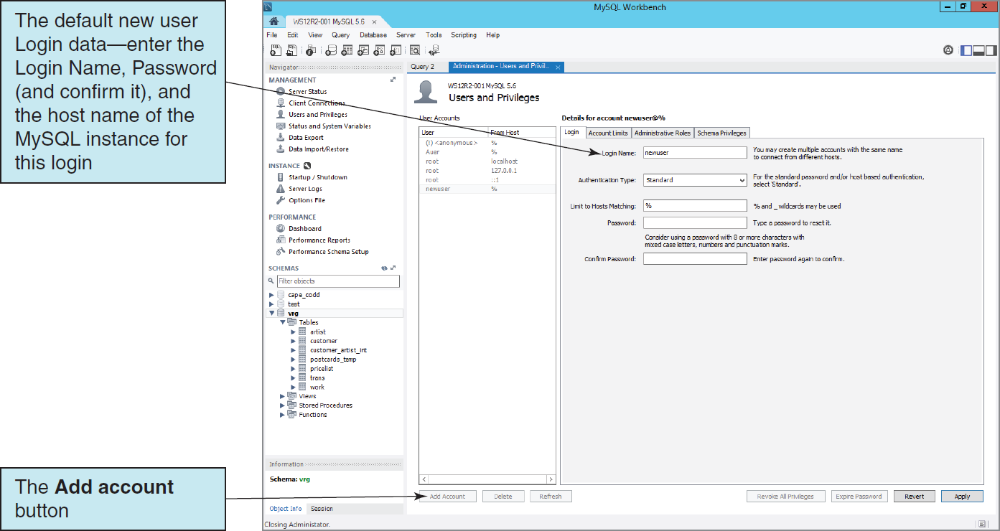 The default new user
Login data—enter the
Login Name, Password
(and confirm it), and
the host name of the
MySQL instance for
this login
The Add account
button
MySQL Workbench
WS12R2-001 MySQL 5.6
File Edit View Query Database Server Tools Scripting Help
Navigator
MANAGEMENT
Server Status
Client Connections
Users and Privileges
Status and System Variables
Data Export
Data Import/Restore
INSTANCE
Startup / Shutdown
Server Logs
Options File
PERFORMANCE
Dashboard
Performance Reports
Performance Schema Setup
SCHEMAS
Filter objects
cape_codd
test
vrg
Tables
artist
customer
customer_artist_int
postcards_temp
pricelist
trans
work
Views
Stored Procedures
Functions
Information
Schema: vrg
Object Info Session
Closing Administator.
Query 2 Administration - Users and Privil...
WS12R2-001 MySQL 5.6
Users and Privileges
User Accounts
User From Host
(!) <anonymous> %
Auer %
root localhost
root 127.0.0.1
root ::1
newuser %
Add Account Delete Refresh
Details for account newuser@%
Login Account Limits Administrative Roles Schema Privileges
Login Name: newuser You may create multiple accounts with the same name
to connect from different hosts.
Authentication Type: Standard For the standard password and/or host based authentication,
select 'Standard'.
Limit to Hosts Matching: % % and _ wildcards may be used
Password: Type a password to reset it.
Consider using a password with 8 or more characters with
mixed case letters, numbers and punctuation marks.
Confirm Password: Enter password again to confirm.
Revoke All Privileges Expire Password Revert Apply